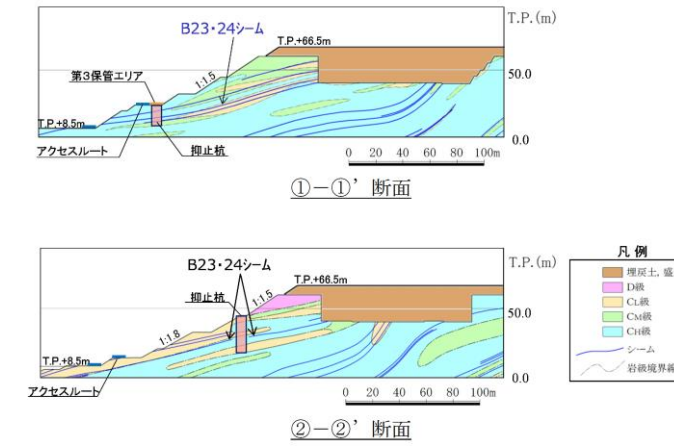 T.P.(m)
B23・24シーム
T.P.+66.5m
第3保管エリア
1:1.5
50.0
T.P.+8.5m
0.0
アクセスルート
抑止杭
0 20 40 60 80 100m
①-①’断面
T.P.(m)
B23・24シーム
T.P.+66.5m
抑止杭
1:1.5
50.0
1:1.8
T.P.+8.5m
0.0
アクセスルート
0 20 40 60 80 100m
②-②’断面
凡 例
埋戻土, 盛
D級
CL級
CM級
CH級
シーム
岩級境界線